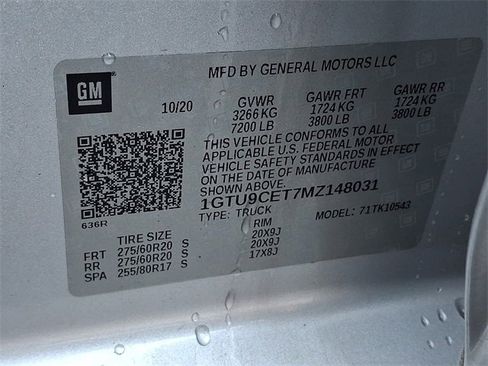 MFD BY GENERAL MOTORS LLC
GM
10/20 GVWR GAWR FRT GAWR RR
3266 KG 1724 KG 1724 KG
7200 LB 3800 LB 3800 LB
THIS VEHICLE CONFORMS TO ALL
APPLICABLE U.S. FEDERAL MOTOR
VEHICLE SAFETY STANDARDS IN EFFECT
ON THE DATE OF MANUFACTURE
1GTU9CET7MZ148031
TYPE: TRUCK MODEL: 71TK10543
636R
TIRE SIZE RIM
FRT 275/60R20 S 20X9J
RR 275/60R20 S 20X9J
SPA 255/80R17 S 17X8J